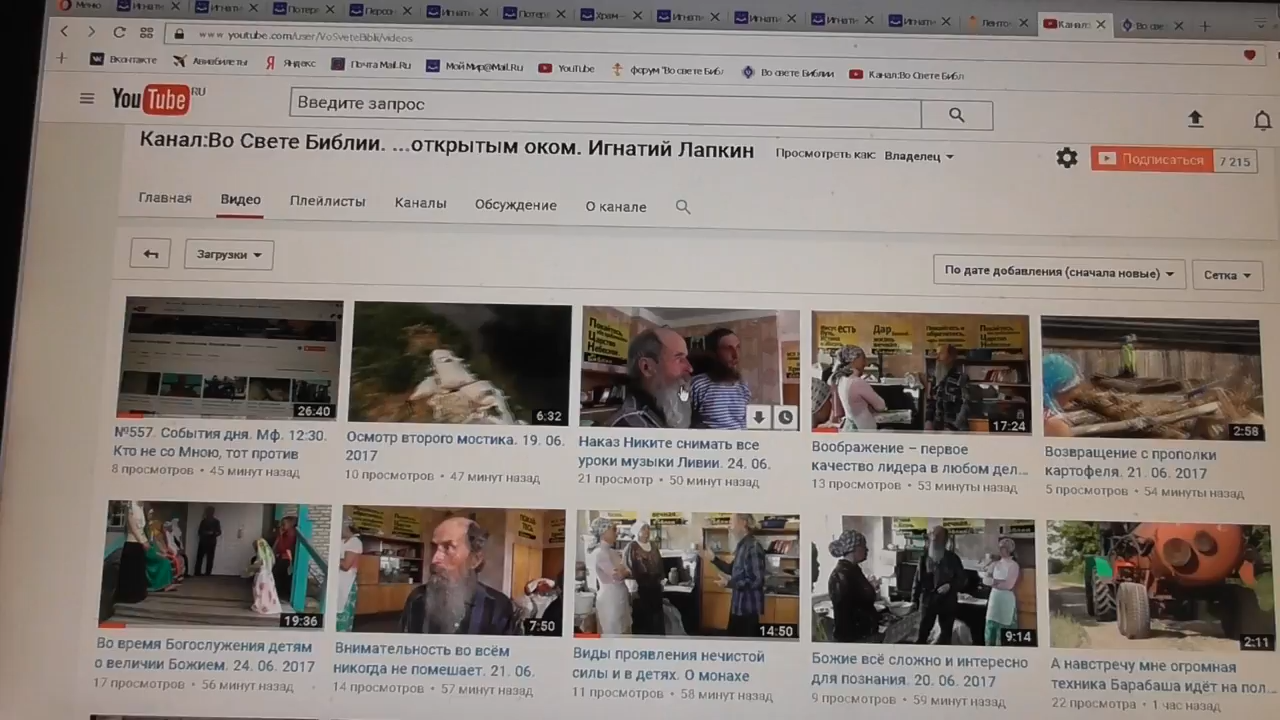 Меню
www youtube.com/user/VoSveteBiblii/videos
Вконтакте Авиабилеты Яндекс Почта Mail.Ru Мой Мир@Mail.Ru YouTube форум "Во свете Библ Во свете Библии Канал:Во Свете Библ
YouTube RU
Введите запрос
Канал:Во Свете Библии. ...открытым оком. Игнатий Лапкин
Просмотреть как: Владелец
Подписаться 7 215
Главная Видео Плейлисты Каналы Обсуждение О канале
Загрузки
По дате добавления (сначала новые) Сетка
26:40 6:32 17:24 2:58
№557. События дня. Мф. 12:30.
Кто не со Мною, тот против
8 просмотров • 45 минут назад
Осмотр второго мостика. 19. 06.
2017
10 просмотров • 47 минут назад
Наказ Никите снимать все
уроки музыки Ливии. 24. 06.
21 просмотр • 50 минут назад
Воображение – первое
качество лидера в любом дел...
13 просмотров • 53 минуты назад
Возвращение с прополки
картофеля. 21. 06. 2017
5 просмотров • 54 минуты назад
19:36 7:50 14:50 9:14 2:11
Во время Богослужения детям
о величии Божием. 24. 06. 2017
17 просмотров • 56 минут назад
Внимательность во всём
никогда не помешает. 21. 06.
14 просмотров • 57 минут назад
Виды проявления нечистой
силы и в детях. О монахе
11 просмотров • 58 минут назад
Божие всё сложно и интересно
для познания. 20. 06. 2017
9 просмотров • 59 минут назад
А навстречу мне огромная
техника Барабаша идёт на пол...
22 просмотра • 1 час назад